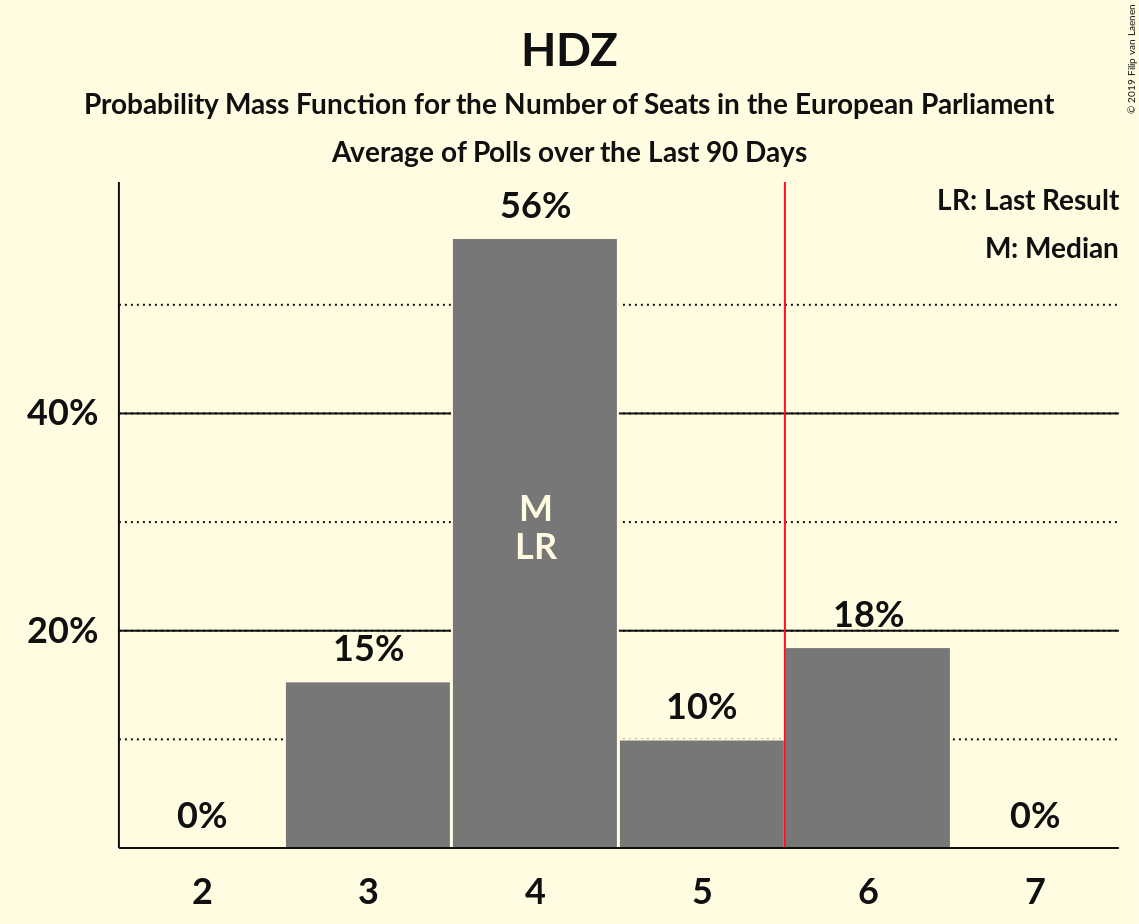 HDZ
Probability Mass Function for the Number of Seats in the European Parliament
Average of Polls over the Last 90 Days
© 2019 Filip van Laenen
LR: Last Result
M: Median
56%
40%
M
LR
20%
15%
18%
10%
0%
0%
2 3 4 5 6 7